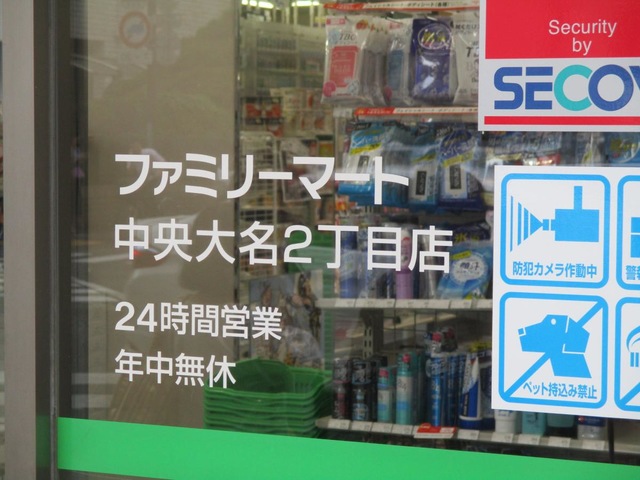 Security
by
SECO
ファミリーマート
中央大名2丁目店
24時間営業
年中無休
防犯カメラ作動中
ペット持込み禁止